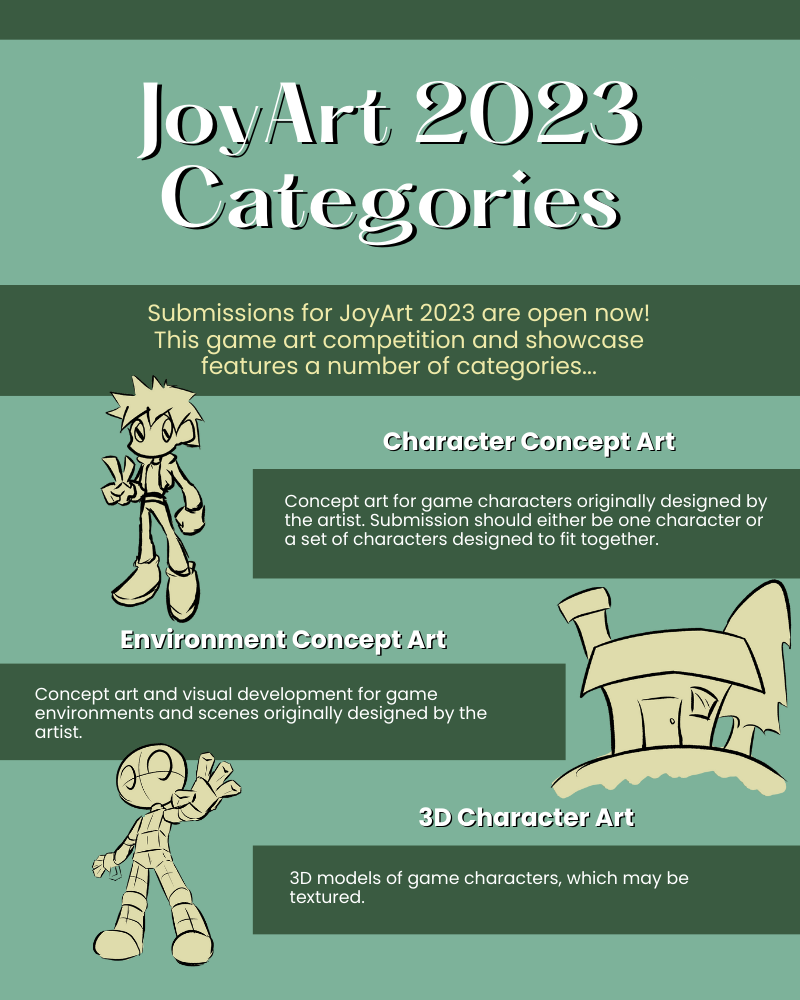 JoyArt 2023
Categories
Submissions for JoyArt 2023 are open now!
This game art competition and showcase
features a number of categories...
Character Concept Art
Concept art for game characters originally designed by
the artist. Submission should either be one character or
a set of characters designed to fit together.
Environment Concept Art
Concept art and visual development for game
environments and scenes originally designed by the
artist.
3D Character Art
3D models of game characters, which may be
textured.